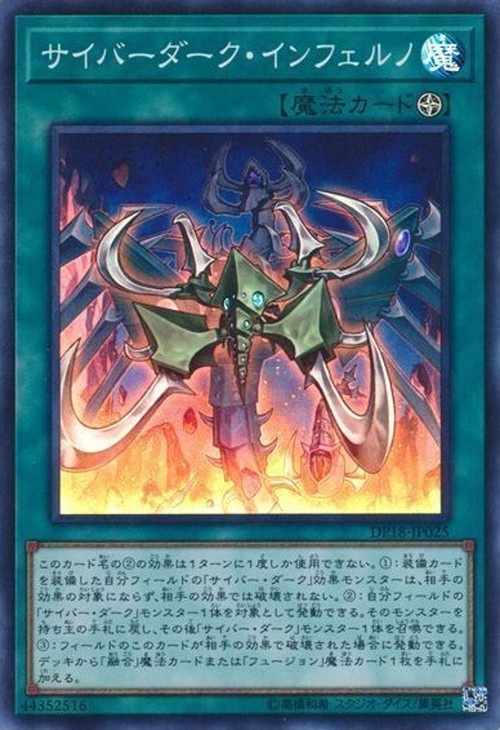 サイバーダーク・インフェルノ 魔
【魔法カード】
DP18-JP025
このカード名の②の効果は1ターンに1度しか使用できない。①:装備カード
を装備した自分フィールドの「サイバー・ダーク」効果モンスターは、相手の
効果の対象にならず、相手の効果では破壊されない。②:自分フィールドの
「サイバー・ダーク」モンスター1体を対象として発動できる。そのモンスターを
持ち主の手札に戻し、その後「サイバー・ダーク」モンスター1体を召喚できる。
③:フィールドのこのカードが相手の効果で破壊された場合に発動できる。
デッキから「融合」魔法カードまたは「フュージョン」魔法カード1枚を手札に
加える。
44352516 ©高橋和希 スタジオ・ダイス/集英社